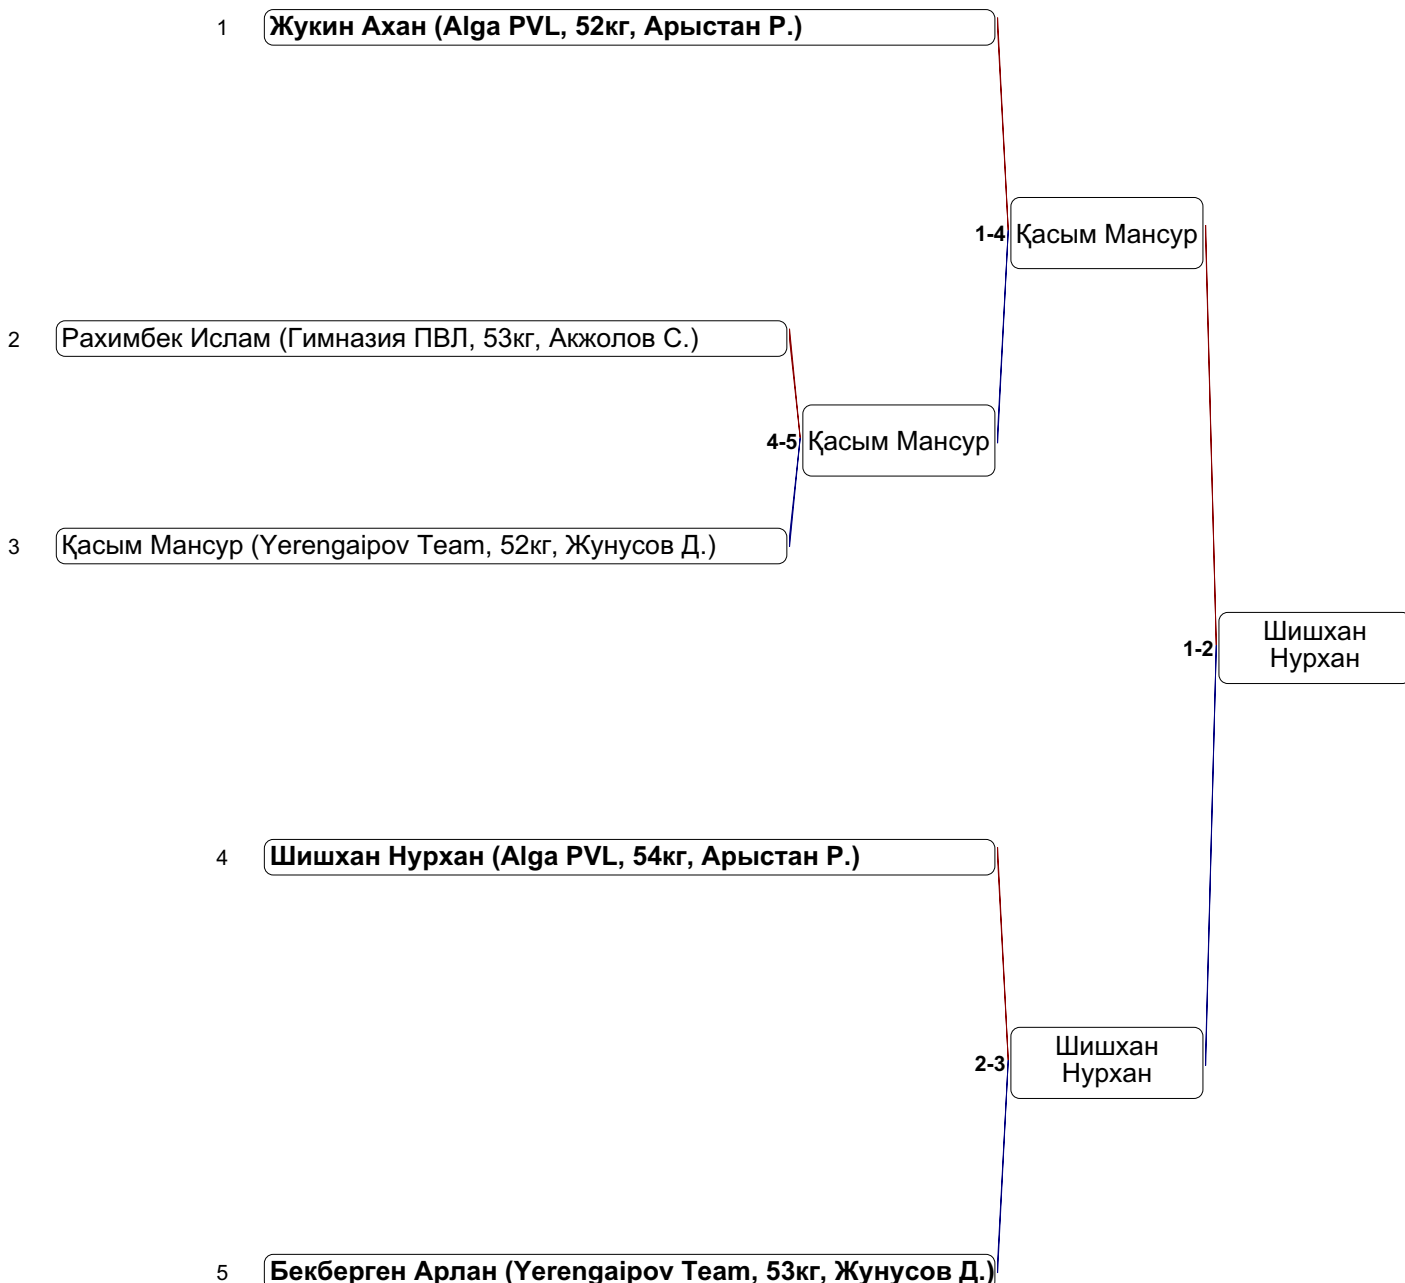 1 Жукин Ахан (Alga PVL, 52кг, Арыстан Р.)
1-4 Қасым Мансур
2 Рахимбек Ислам (Гимназия ПВЛ, 53кг, Акжолов С.)
4-5 Қасым Мансур
3 Қасым Мансур (Yerengaipov Team, 52кг, Жунусов Д.)
1-2 Шишхан
Нурхан
4 Шишхан Нурхан (Alga PVL, 54кг, Арыстан Р.)
2-3 Шишхан
Нурхан
5 Бекберген Арлан (Yerengaipov Team, 53кг, Жунусов Д.)